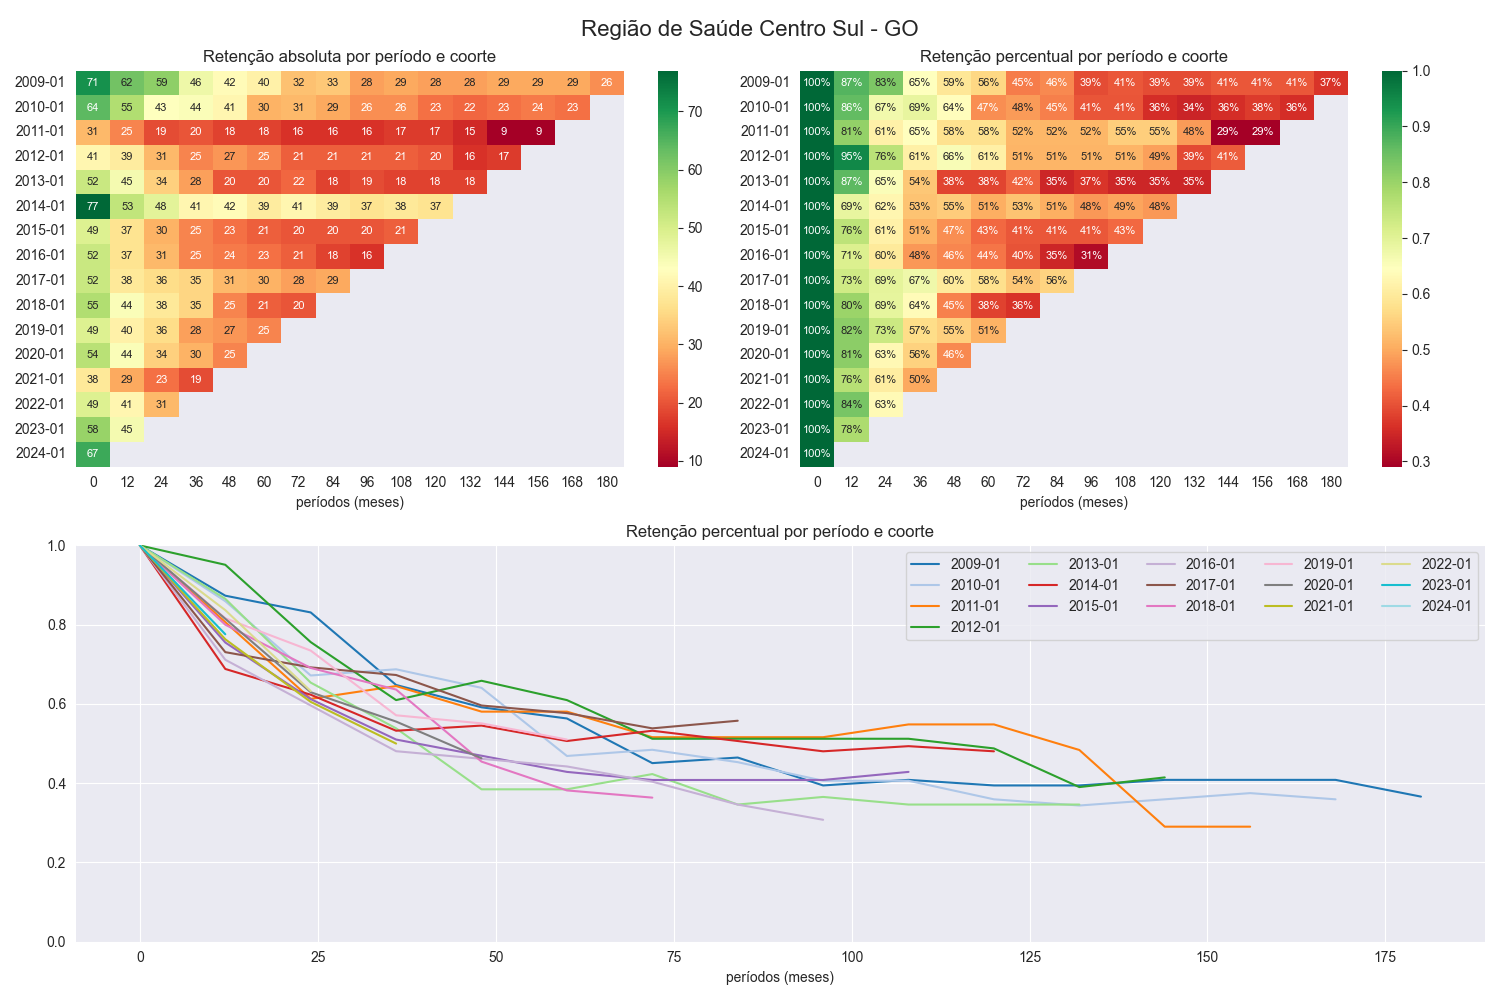 Região de Saúde Centro Sul - GO
Retenção absoluta por período e coorte
2009-01 71 62 59 46 42 40 32 33 28 29 28 28 29 29 29 26
2010-01 64 55 43 44 41 30 31 29 26 26 23 22 23 24 23
2011-01 31 25 19 20 18 18 16 16 16 17 17 15 9 9
2012-01 41 39 31 25 27 25 21 21 21 21 20 16 17
2013-01 52 45 34 28 20 20 22 18 19 18 18 18
2014-01 77 53 48 41 42 39 41 39 37 38 37
2015-01 49 37 30 25 23 21 20 20 20 21
2016-01 52 37 31 25 24 23 21 18 16
2017-01 52 38 36 35 31 30 28 29
2018-01 55 44 38 35 25 21 20
2019-01 49 40 36 28 27 25
2020-01 54 44 34 30 25
2021-01 38 29 23 19
2022-01 49 41 31
2023-01 58 45
2024-01 67
0 12 24 36 48 60 72 84 96 108 120 132 144 156 168 180
períodos (meses)
70
60
50
40
30
20
10
Retenção percentual por período e coorte
2009-01 100% 87% 83% 65% 59% 56% 45% 46% 39% 41% 39% 39% 41% 41% 41% 37%
2010-01 100% 86% 67% 69% 64% 47% 48% 45% 41% 41% 36% 34% 36% 38% 36%
2011-01 100% 81% 61% 65% 58% 58% 52% 52% 52% 55% 55% 48% 29% 29%
2012-01 100% 95% 76% 61% 66% 61% 51% 51% 51% 51% 49% 39% 41%
2013-01 100% 87% 65% 54% 38% 38% 42% 35% 37% 35% 35% 35%
2014-01 100% 69% 62% 53% 55% 51% 53% 51% 48% 49% 48%
2015-01 100% 76% 61% 51% 47% 43% 41% 41% 41% 43%
2016-01 100% 71% 60% 48% 46% 44% 40% 35% 31%
2017-01 100% 73% 69% 67% 60% 58% 54% 56%
2018-01 100% 80% 69% 64% 45% 38% 36%
2019-01 100% 82% 73% 57% 55% 51%
2020-01 100% 81% 63% 56% 46%
2021-01 100% 76% 61% 50%
2022-01 100% 84% 63%
2023-01 100% 78%
2024-01 100%
0 12 24 36 48 60 72 84 96 108 120 132 144 156 168 180
períodos (meses)
1.0
0.9
0.8
0.7
0.6
0.5
0.4
0.3
Retenção percentual por período e coorte
1.0
0.8
0.6
0.4
0.2
0.0
2009-01 2013-01 2016-01 2019-01 2022-01
2010-01 2014-01 2017-01 2020-01 2023-01
2011-01 2015-01 2018-01 2021-01 2024-01
2012-01
0 25 50 75 100 125 150 175
períodos (meses)